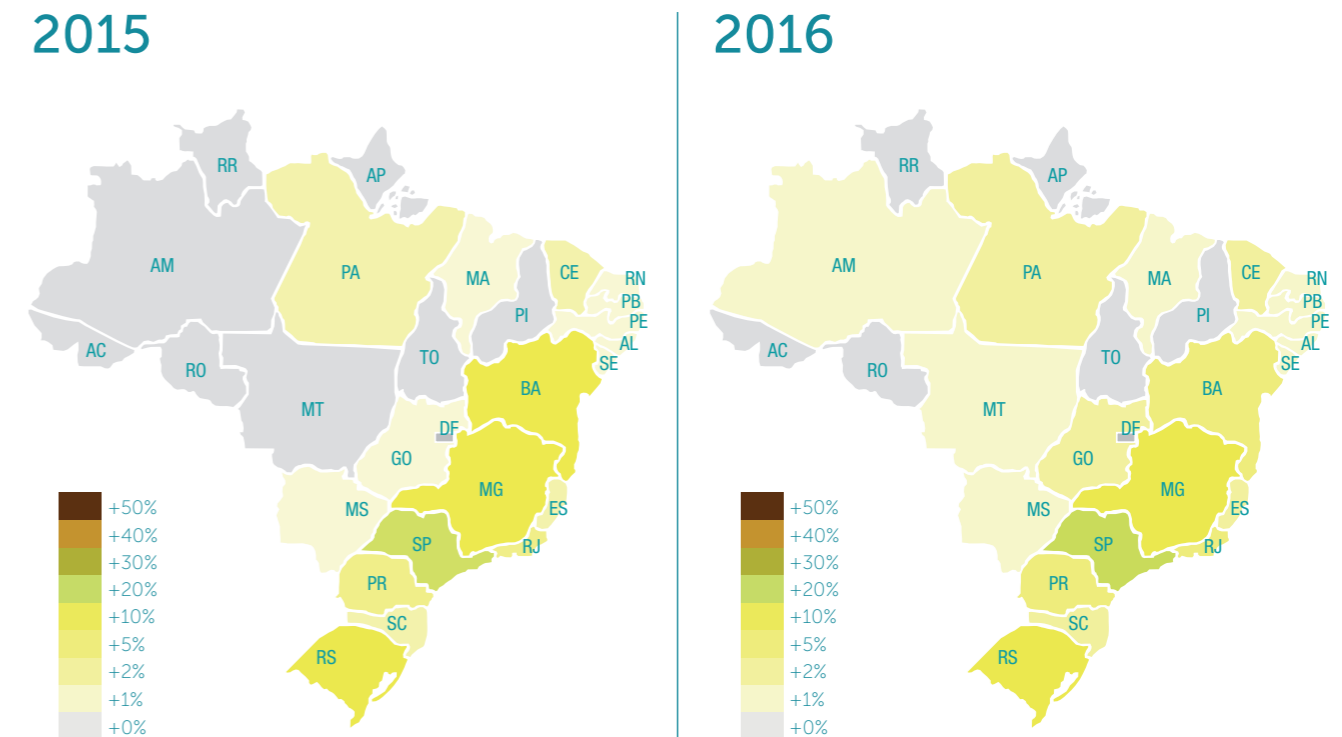 2015
RR
AP
AM
PA
MA
CE
RN
PB
PI
PE
AL
AC
TO
SE
RO
BA
MT
DF
GO
MG
MS
ES
SP
RJ
PR
SC
RS
+50%
+40%
+30%
+20%
+10%
+5%
+2%
+1%
+0%
2016
RR
AP
AM
PA
MA
CE
RN
PB
PI
PE
AL
AC
TO
SE
RO
BA
MT
DF
GO
MG
MS
ES
SP
RJ
PR
SC
RS
+50%
+40%
+30%
+20%
+10%
+5%
+2%
+1%
+0%